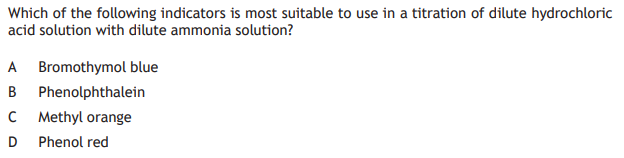 Which of the following indicators is most suitable to use in a titration of dilute hydrochloric
acid solution with dilute ammonia solution?
A Bromothymol blue
B Phenolphthalein
C Methyl orange
D Phenol red